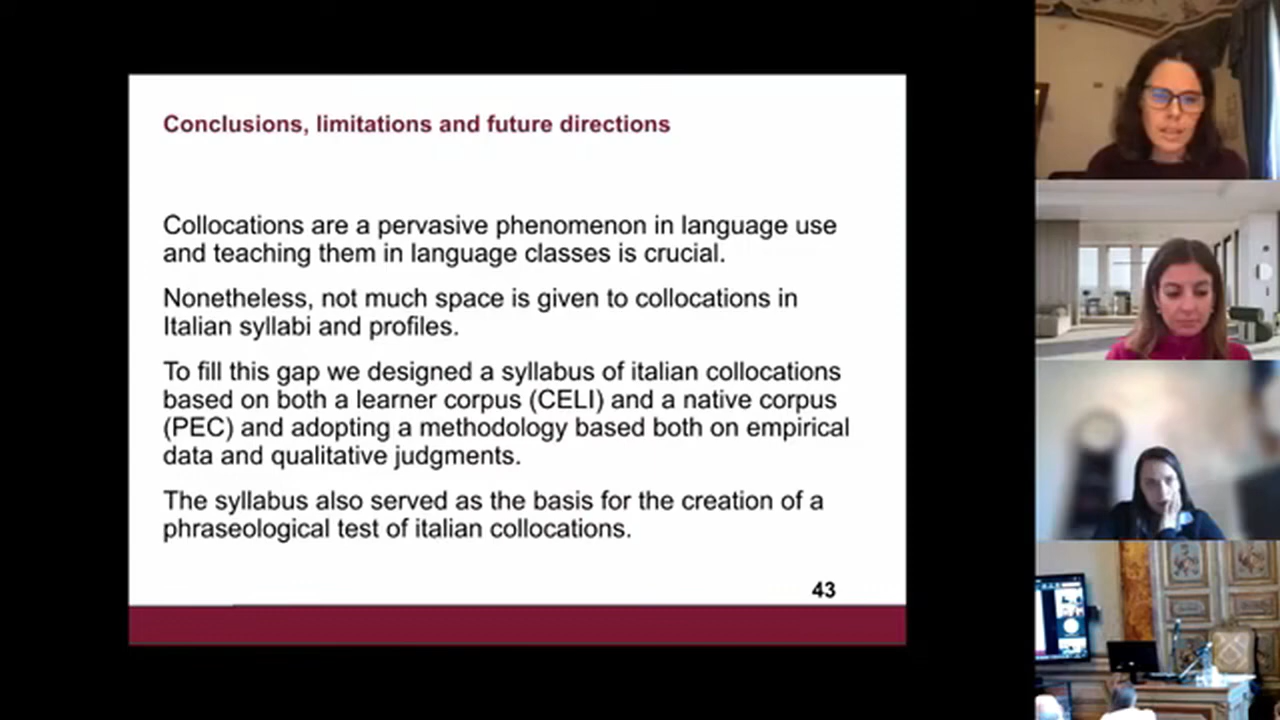 Conclusions, limitations and future directions
Collocations are a pervasive phenomenon in language use
and teaching them in language classes is crucial.
Nonetheless, not much space is given to collocations in
Italian syllabi and profiles.
To fill this gap we designed a syllabus of italian collocations
based on both a learner corpus (CELI) and a native corpus
(PEC) and adopting a methodology based both on empirical
data and qualitative judgments.
The syllabus also served as the basis for the creation of a
phraseological test of italian collocations.
43